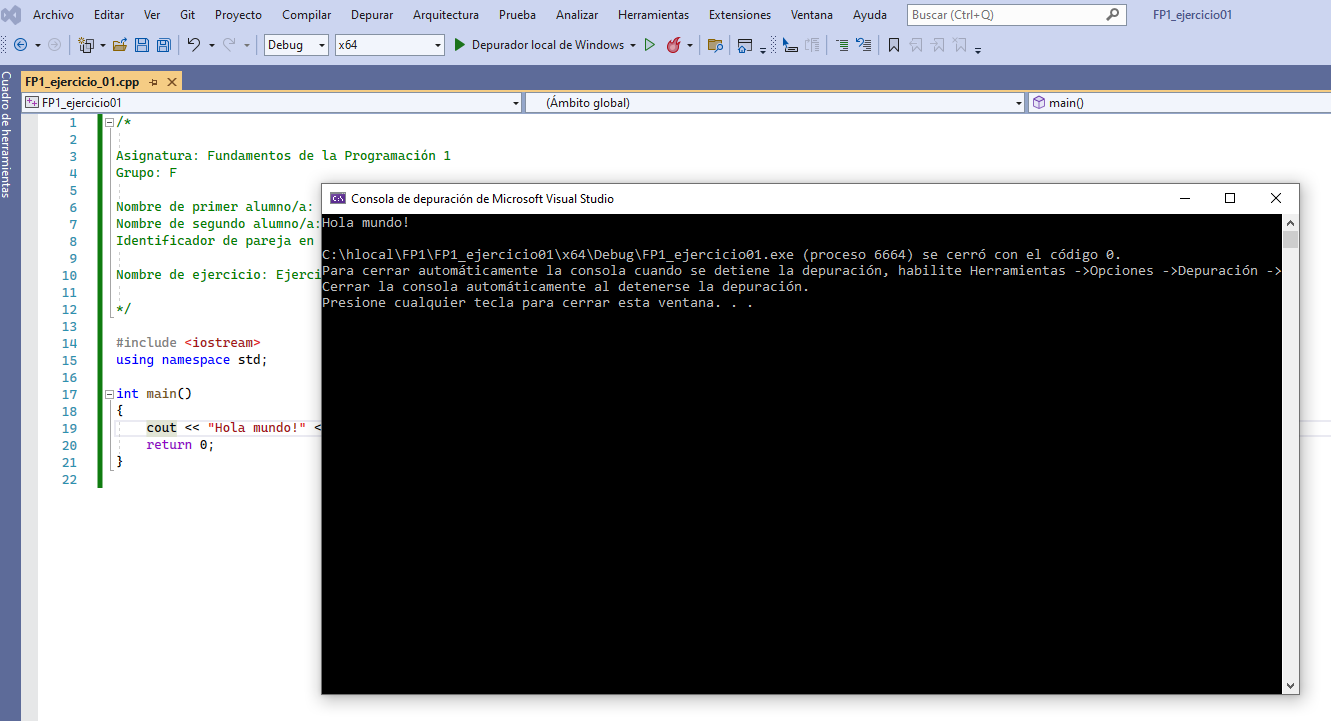 Archivo Editar Ver Git Proyecto Compilar Depurar Arquitectura Prueba Analizar Herramientas Extensiones Ventana Ayuda Buscar (Ctrl+Q) FP1_ejercicio01
Debug x64 Depurador local de Windows
Cuadro de herramientas
FP1_ejercicio_01.cpp
FP1_ejercicio01 (Ámbito global) main()
1 /*
2
3 Asignatura: Fundamentos de la Programación 1
4 Grupo: F
5
6 Nombre de primer alumno/a:
7 Nombre de segundo alumno/a:
8 Identificador de pareja en
9
10 Nombre de ejercicio: Ejerci
11
12 */
13
14 #include <iostream>
15 using namespace std;
16
17 int main()
18 {
19 cout << "Hola mundo!" <
20 return 0;
21 }
22
Consola de depuración de Microsoft Visual Studio
Hola mundo!
C:\hlocal\FP1\FP1_ejercicio01\x64\Debug\FP1_ejercicio01.exe (proceso 6664) se cerró con el código 0.
Para cerrar automáticamente la consola cuando se detiene la depuración, habilite Herramientas ->Opciones ->Depuración ->
Cerrar la consola automáticamente al detenerse la depuración.
Presione cualquier tecla para cerrar esta ventana. . .